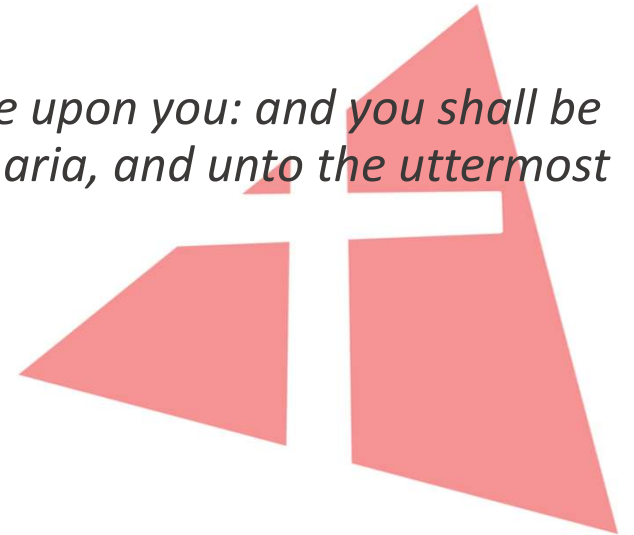 e upon you: and you shall be
aria, and unto the uttermost